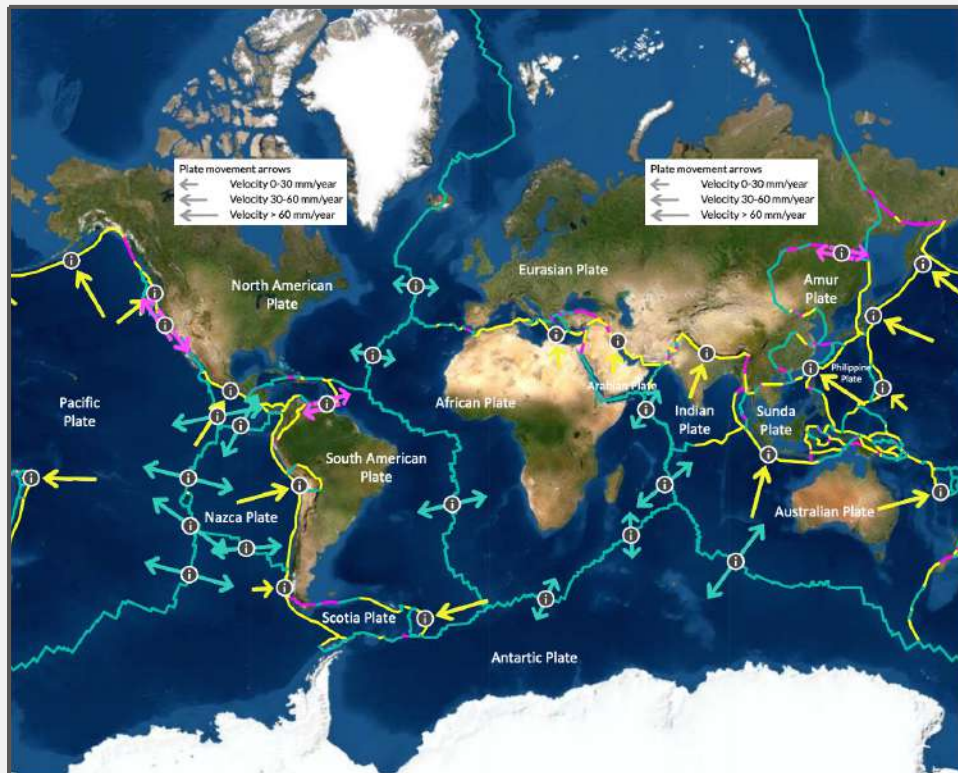 Plate movement arrows
Velocity 0-30 mm/year
Velocity 30-60 mm/year
Velocity > 60 mm/year
Plate movement arrows
Velocity 0-30 mm/year
Velocity 30-60 mm/year
Velocity > 60 mm/year
North American
Plate
Eurasian Plate
Amur
Plate
Pacific
Plate
African Plate
Arabian Plate
Indian
Plate
Philippine
Plate
Sunda
Plate
South American
Plate
Nazca Plate
Australian Plate
Scotia Plate
Antartic Plate